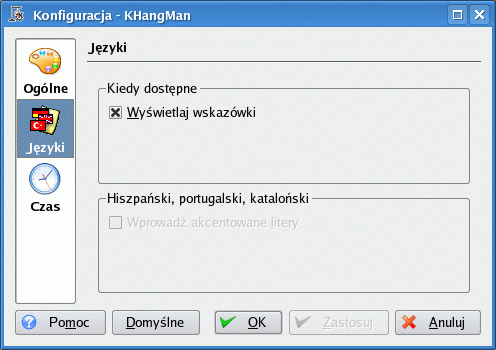 Konfiguracja - KHangMan
Języki
Ogólne
Języki
Czas
Kiedy dostępne
Wyświetlaj wskazówki
Hiszpański, portugalski, kataloński
Wprowadź akcentowane litery
Pomoc
Domyślne
OK
Zastosuj
Anuluj